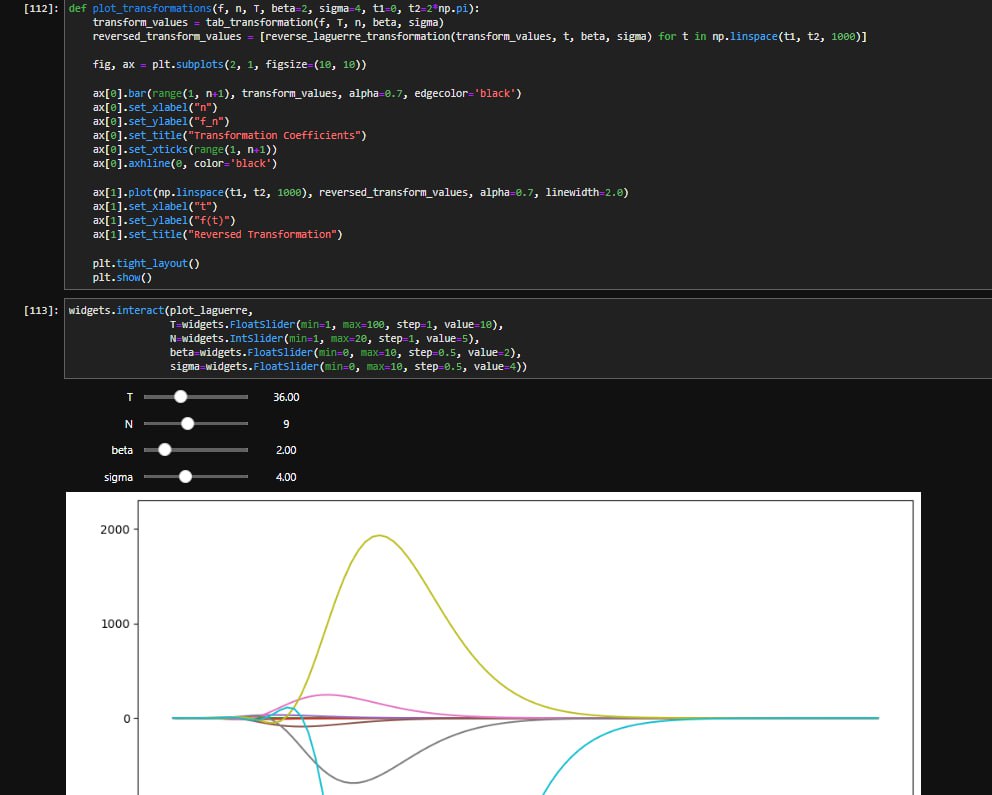 [112]: def plot_transformations(f, n, T, beta=2, sigma=4, t1=0, t2=2*np.pi):
transform_values = tab_transformation(f, T, n, beta, sigma)
reversed_transform_values = [reverse_laguerre_transformation(transform_values, t, beta, sigma) for t in np.linspace(t1, t2, 1000)]
fig, ax = plt.subplots(2, 1, figsize=(10, 10))
ax[0].bar(range(1, n+1), transform_values, alpha=0.7, edgecolor='black')
ax[0].set_xlabel("n")
ax[0].set_ylabel("f_n")
ax[0].set_title("Transformation Coefficients")
ax[0].set_xticks(range(1, n+1))
ax[0].axhline(0, color='black')
ax[1].plot(np.linspace(t1, t2, 1000), reversed_transform_values, alpha=0.7, linewidth=2.0)
ax[1].set_xlabel("t")
ax[1].set_ylabel("f(t)")
ax[1].set_title("Reversed Transformation")
plt.tight_layout()
plt.show()
[113]: widgets.interact(plot_laguerre,
T=widgets.FloatSlider(min=1, max=100, step=1, value=10),
N=widgets.IntSlider(min=1, max=20, step=1, value=5),
beta=widgets.FloatSlider(min=0, max=10, step=0.5, value=2),
sigma=widgets.FloatSlider(min=0, max=10, step=0.5, value=4))
T 36.00
N 9
beta 2.00
sigma 4.00
2000
1000
0